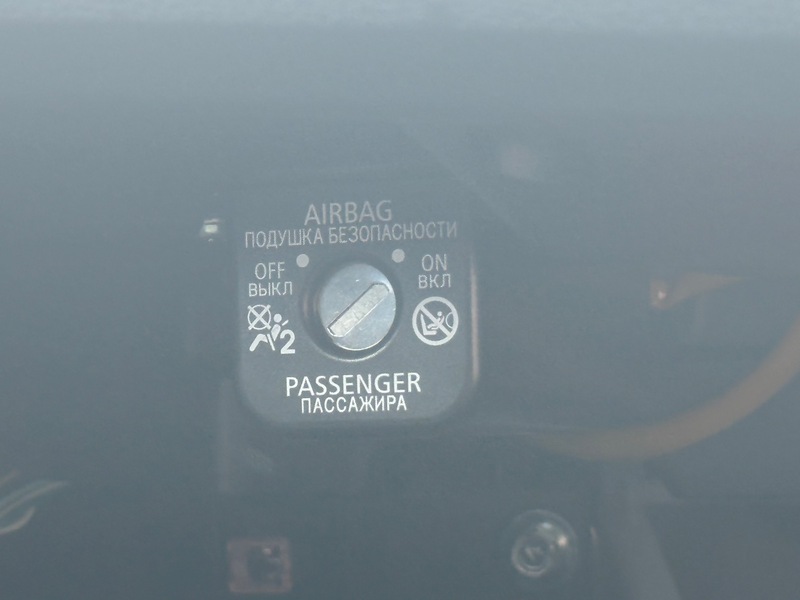 AIRBAG
ПОДУШКА БЕЗОПАСНОСТИ
OFF
ВЫКЛ
ON
ВКЛ
2
PASSENGER
ПАССАЖИРА